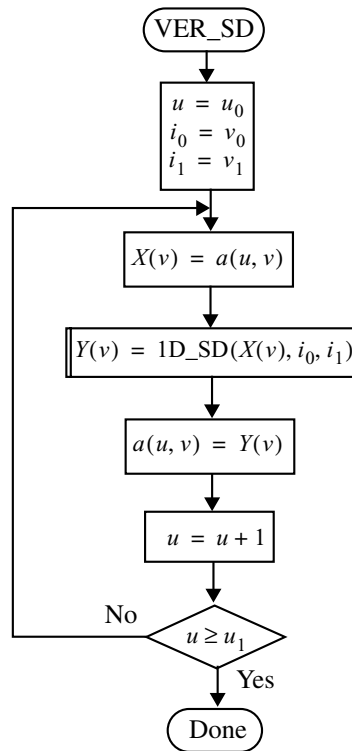 VER_SD
u = u₀
i₀ = v₀
i₁ = v₁
X(v) = a(u, v)
Y(v) = 1D_SD(X(v), i₀, i₁)
a(u, v) = Y(v)
u = u + 1
No
u ≥ u₁
Yes
Done